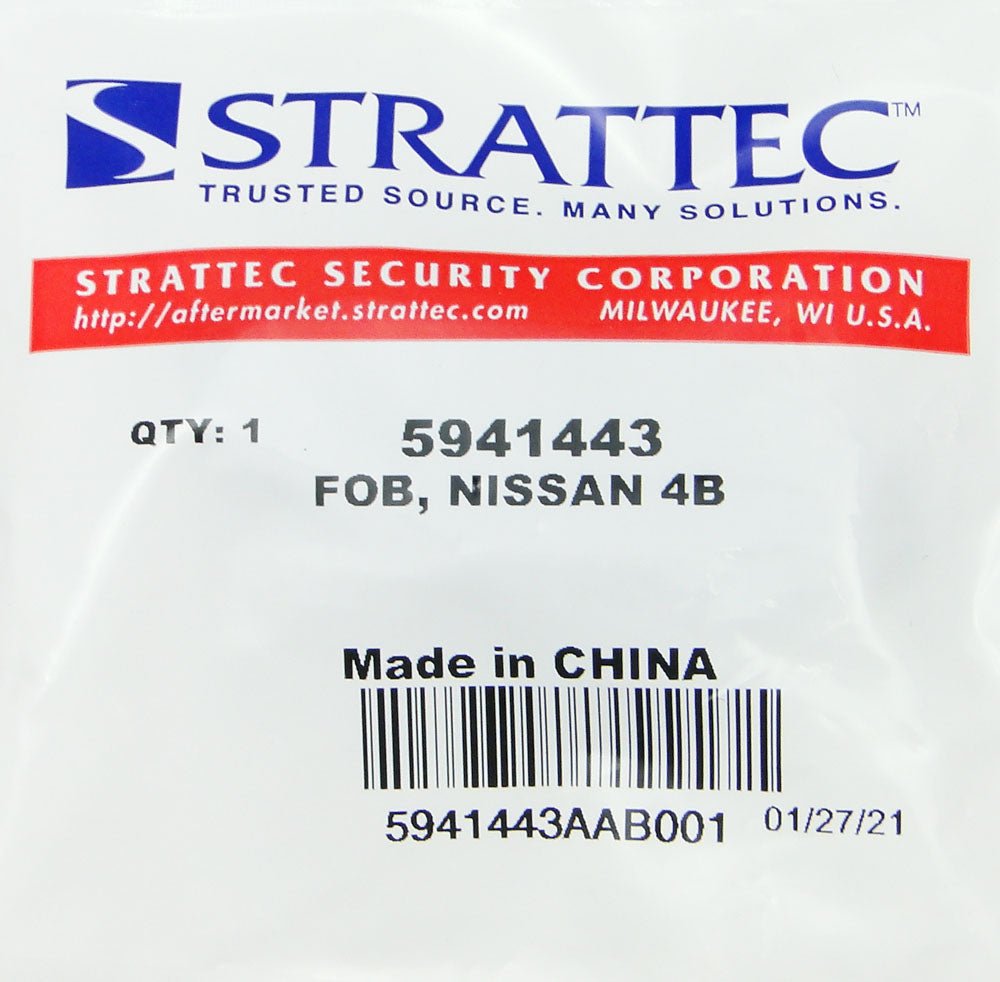 STRATTEC™
TRUSTED SOURCE. MANY SOLUTIONS.
STRATTEC SECURITY CORPORATION
http://aftermarket.strattec.com MILWAUKEE, WI U.S.A.
QTY: 1 5941443
FOB, NISSAN 4B
Made in CHINA
5941443AAB001 01/27/21